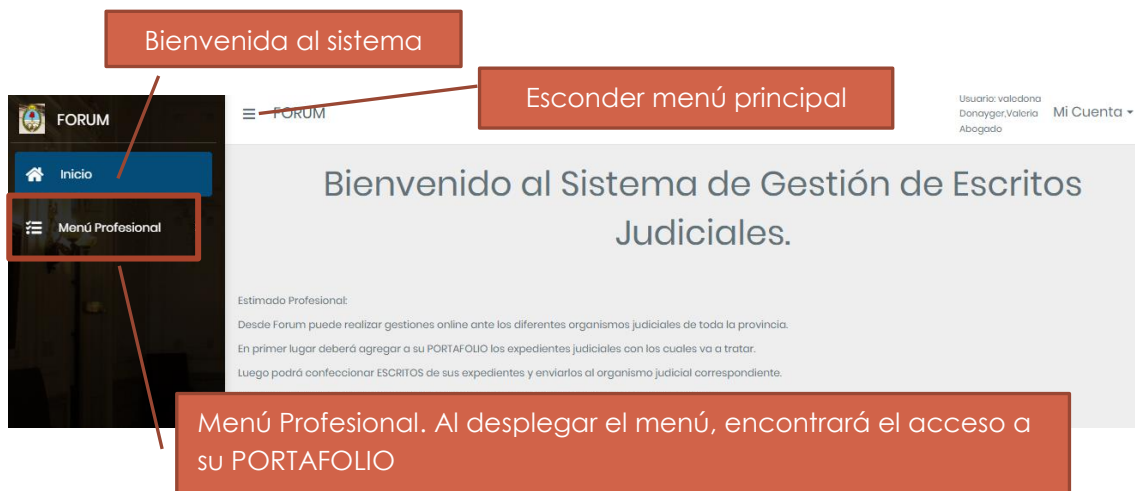 Bienvenida al sistema
Esconder menú principal
FORUM
FORUM
Usuario: valedona
Donayger,Valeria
Abogado
Mi Cuenta
Inicio
Menú Profesional
Bienvenido al Sistema de Gestión de Escritos
Judiciales.
Estimado Profesional:
Desde Forum puede realizar gestiones online ante los diferentes organismos judiciales de toda la provincia.
En primer lugar deberá agregar a su PORTAFOLIO los expedientes judiciales con los cuales va a tratar.
Luego podrá confeccionar ESCRITOS de sus expedientes y enviarlos al organismo judicial correspondiente.
Menú Profesional. Al desplegar el menú, encontrará el acceso a
su PORTAFOLIO